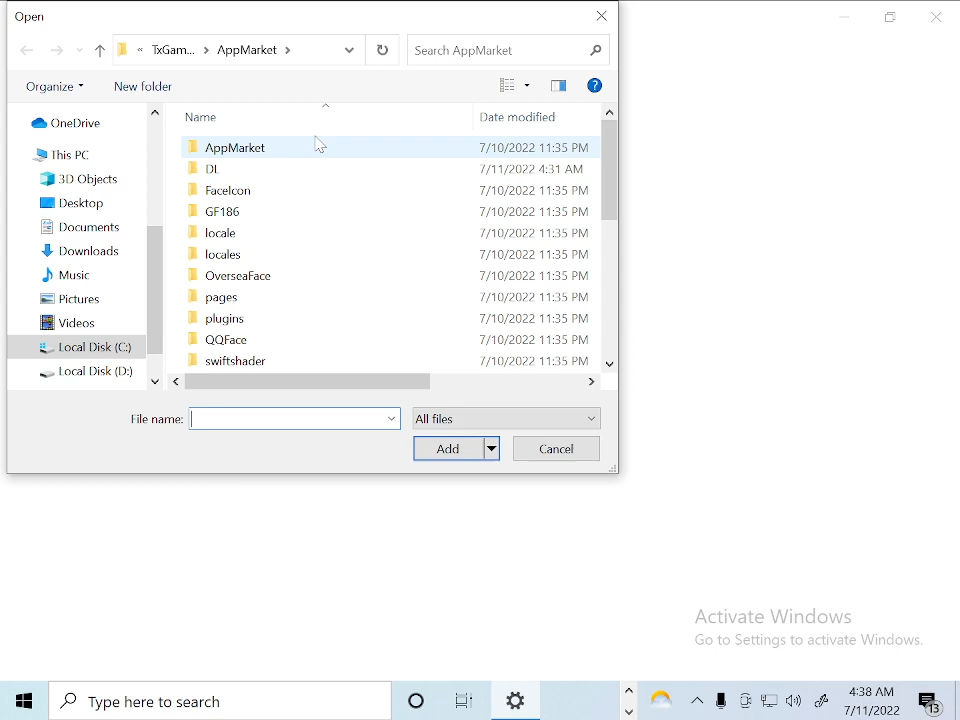 Open
« TxGam... > AppMarket >
Search AppMarket
Organize
New folder
Name
Date modified
OneDrive
This PC
3D Objects
Desktop
Documents
Downloads
Music
Pictures
Videos
Local Disk (C:)
Local Disk (D:)
AppMarket 7/10/2022 11:35 PM
DL 7/11/2022 4:31 AM
FaceIcon 7/10/2022 11:35 PM
GF186 7/10/2022 11:35 PM
locale 7/10/2022 11:35 PM
locales 7/10/2022 11:35 PM
OverseaFace 7/10/2022 11:35 PM
pages 7/10/2022 11:35 PM
plugins 7/10/2022 11:35 PM
QQFace 7/10/2022 11:35 PM
swiftshader 7/10/2022 11:35 PM
File name:
All files
Add
Cancel
Activate Windows
Go to Settings to activate Windows.
Type here to search
4:38 AM
7/11/2022
13